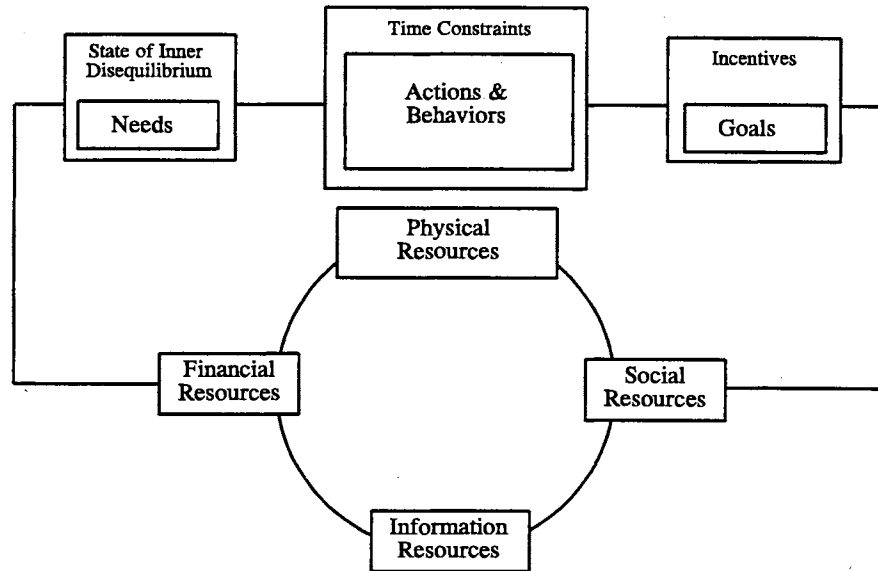 State of Inner
Disequilibrium
Needs
Time Constraints
Actions &
Behaviors
Incentives
Goals
Physical
Resources
Financial
Resources
Social
Resources
Information
Resources